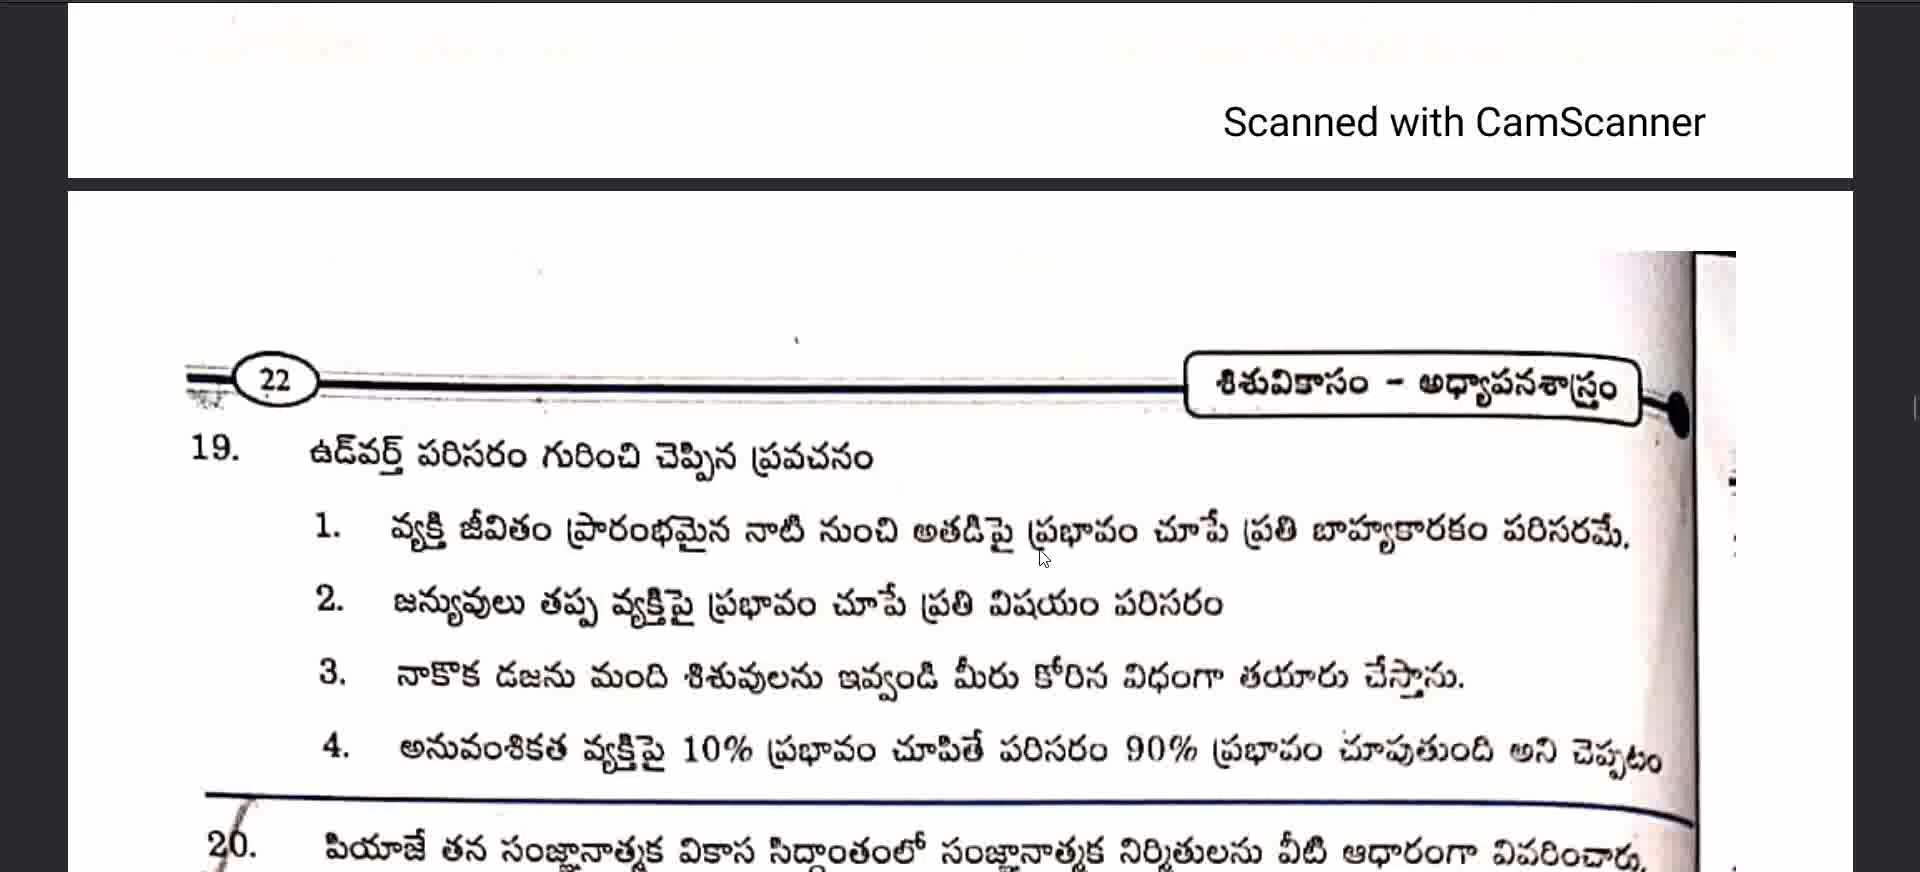 Scanned with CamScanner
22
శిశువికాసం - అధ్యాపనశాస్త్రం
19. ఉడ్‌వర్త్ పరిసరం గురించి చెప్పిన ప్రవచనం
1. వ్యక్తి జీవితం ప్రారంభమైన నాటి నుంచి అతడిపై ప్రభావం చూపే ప్రతి బాహ్యకారకం పరిసరమే.
2. జన్యువులు తప్ప వ్యక్తిపై ప్రభావం చూపే ప్రతి విషయం పరిసరం
3. నాకొక డజను మంది శిశువులను ఇవ్వండి మీరు కోరిన విధంగా తయారు చేస్తాను.
4. అనువంశికత వ్యక్తిపై 10% ప్రభావం చూపితే పరిసరం 90% ప్రభావం చూపుతుంది అని చెప్పటం
20. పియాజే తన సంజ్ఞానాత్మక వికాస సిద్ధాంతంలో సంజ్ఞానాత్మక నిర్మితులను వీటి ఆధారంగా వివరించారు.